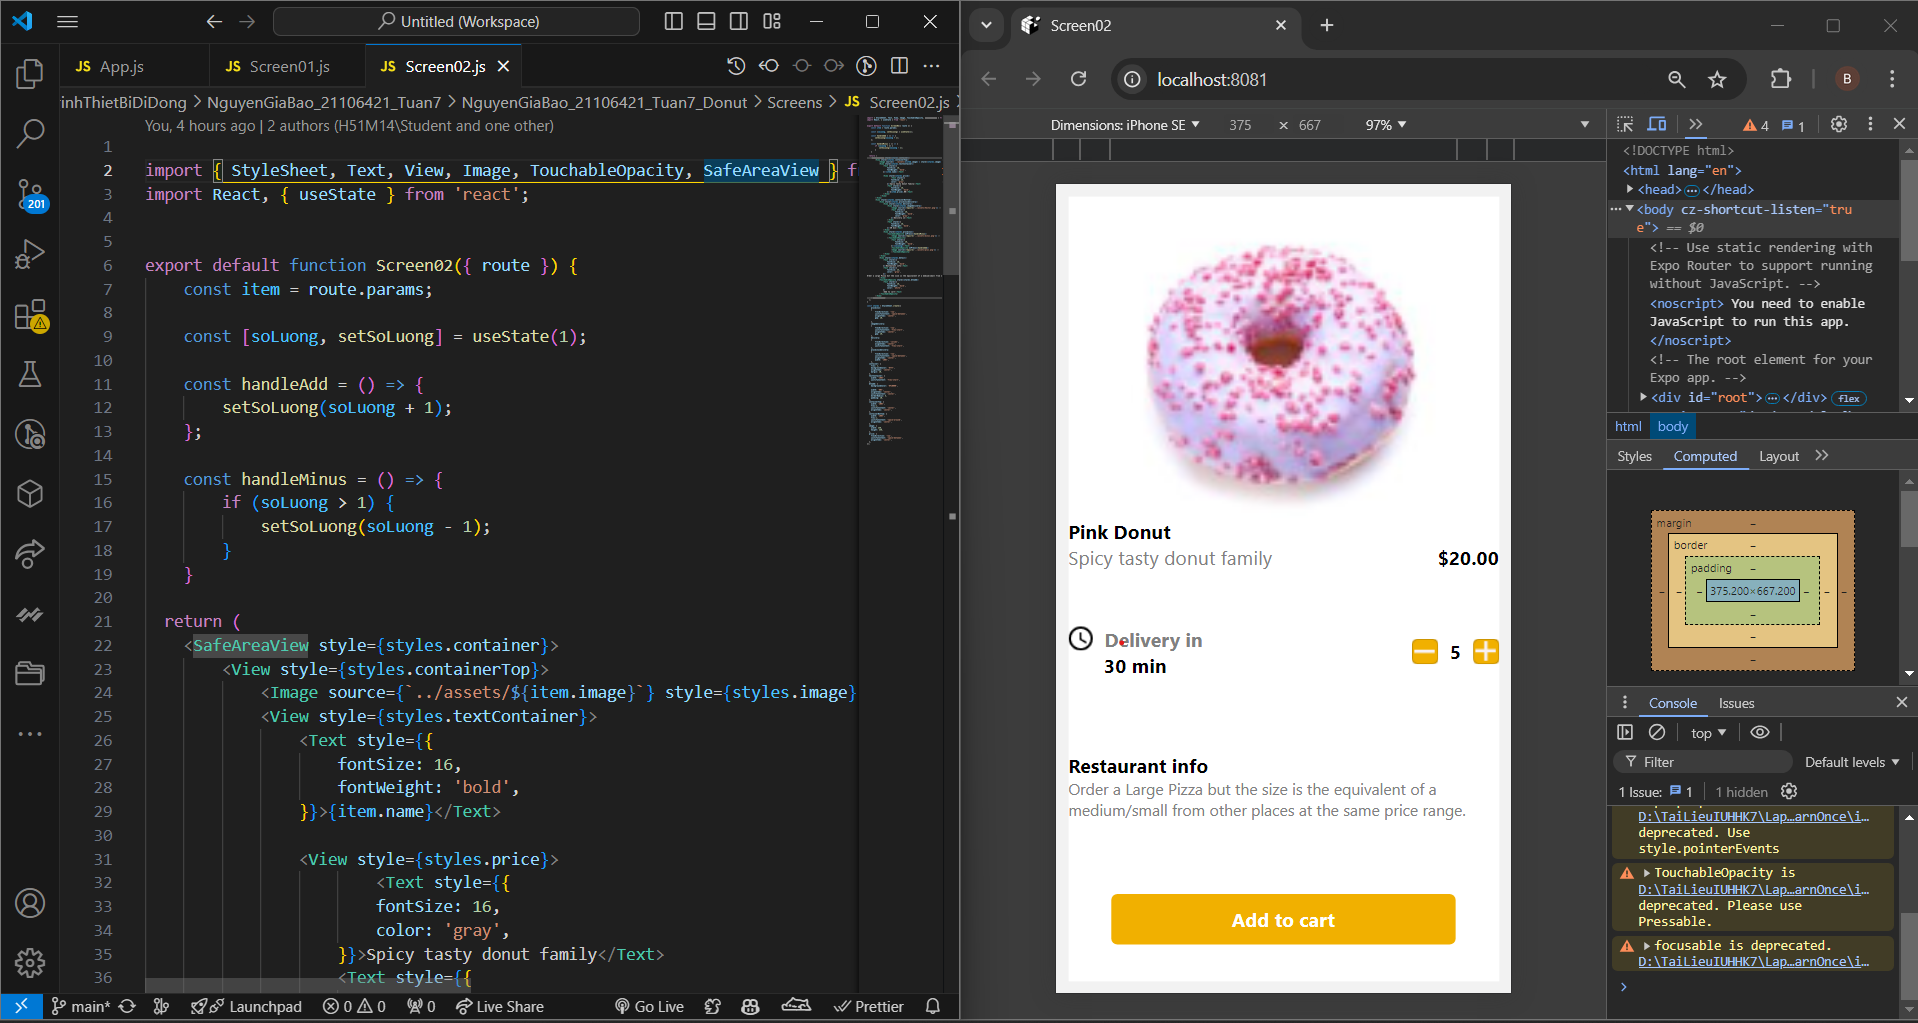 Untitled (Workspace)
JS App.js
JS Screen01.js
JS Screen02.js
inhThietBiDiDong > NguyenGiaBao_21106421_Tuan7 > NguyenGiaBao_21106421_Tuan7_Donut > Screens > JS Screen02.js >
You, 4 hours ago | 2 authors (H51M14\Student and one other)
1
2 import { StyleSheet, Text, View, Image, TouchableOpacity, SafeAreaView } fr
3 import React, { useState } from 'react';
4
5
6 export default function Screen02({ route }) {
7 const item = route.params;
8
9 const [soLuong, setSoLuong] = useState(1);
10
11 const handleAdd = () => {
12 setSoLuong(soLuong + 1);
13 };
14
15 const handleMinus = () => {
16 if (soLuong > 1) {
17 setSoLuong(soLuong - 1);
18 }
19 }
20
21 return (
22 <SafeAreaView style={styles.container}>
23 <View style={styles.containerTop}>
24 <Image source={`../assets/${item.image}`} style={styles.image}
25 <View style={styles.textContainer}>
26 <Text style={{
27 fontSize: 16,
28 fontWeight: 'bold',
29 }}>{item.name}</Text>
30
31 <View style={styles.price}>
32 <Text style={{
33 fontSize: 16,
34 color: 'gray',
35 }}>Spicy tasty donut family</Text>
36 <Text style={{
201
main*
Launchpad
0 0
0
Live Share
Go Live
Prettier
Screen02
localhost:8081
B
Dimensions: iPhone SE 375 × 667 97%
Pink Donut
Spicy tasty donut family
$20.00
Delivery in
30 min
5
Restaurant info
Order a Large Pizza but the size is the equivalent of a
medium/small from other places at the same price range.
Add to cart
4 1
<!DOCTYPE html>
<html lang="en">
<head> </head>
<body cz-shortcut-listen="tru
e"> == $0
<!-- Use static rendering with
Expo Router to support running
without JavaScript. -->
<noscript> You need to enable
JavaScript to run this app.
</noscript>
<!-- The root element for your
Expo app. -->
<div id="root"> </div> flex
html body
Styles Computed Layout
margin –
border –
padding –
– – – 375.200×667.200 – – –
–
–
–
Console Issues
top
Filter
Default levels
1 Issue: 1 1 hidden
D:\TaiLieuIUHHK7\Lap…arnOnce\i…
deprecated. Use
style.pointerEvents
TouchableOpacity is
D:\TaiLieuIUHHK7\Lap…arnOnce\i…
deprecated. Please use
Pressable.
focusable is deprecated.
D:\TaiLieuIUHHK7\Lap…arnOnce\i…